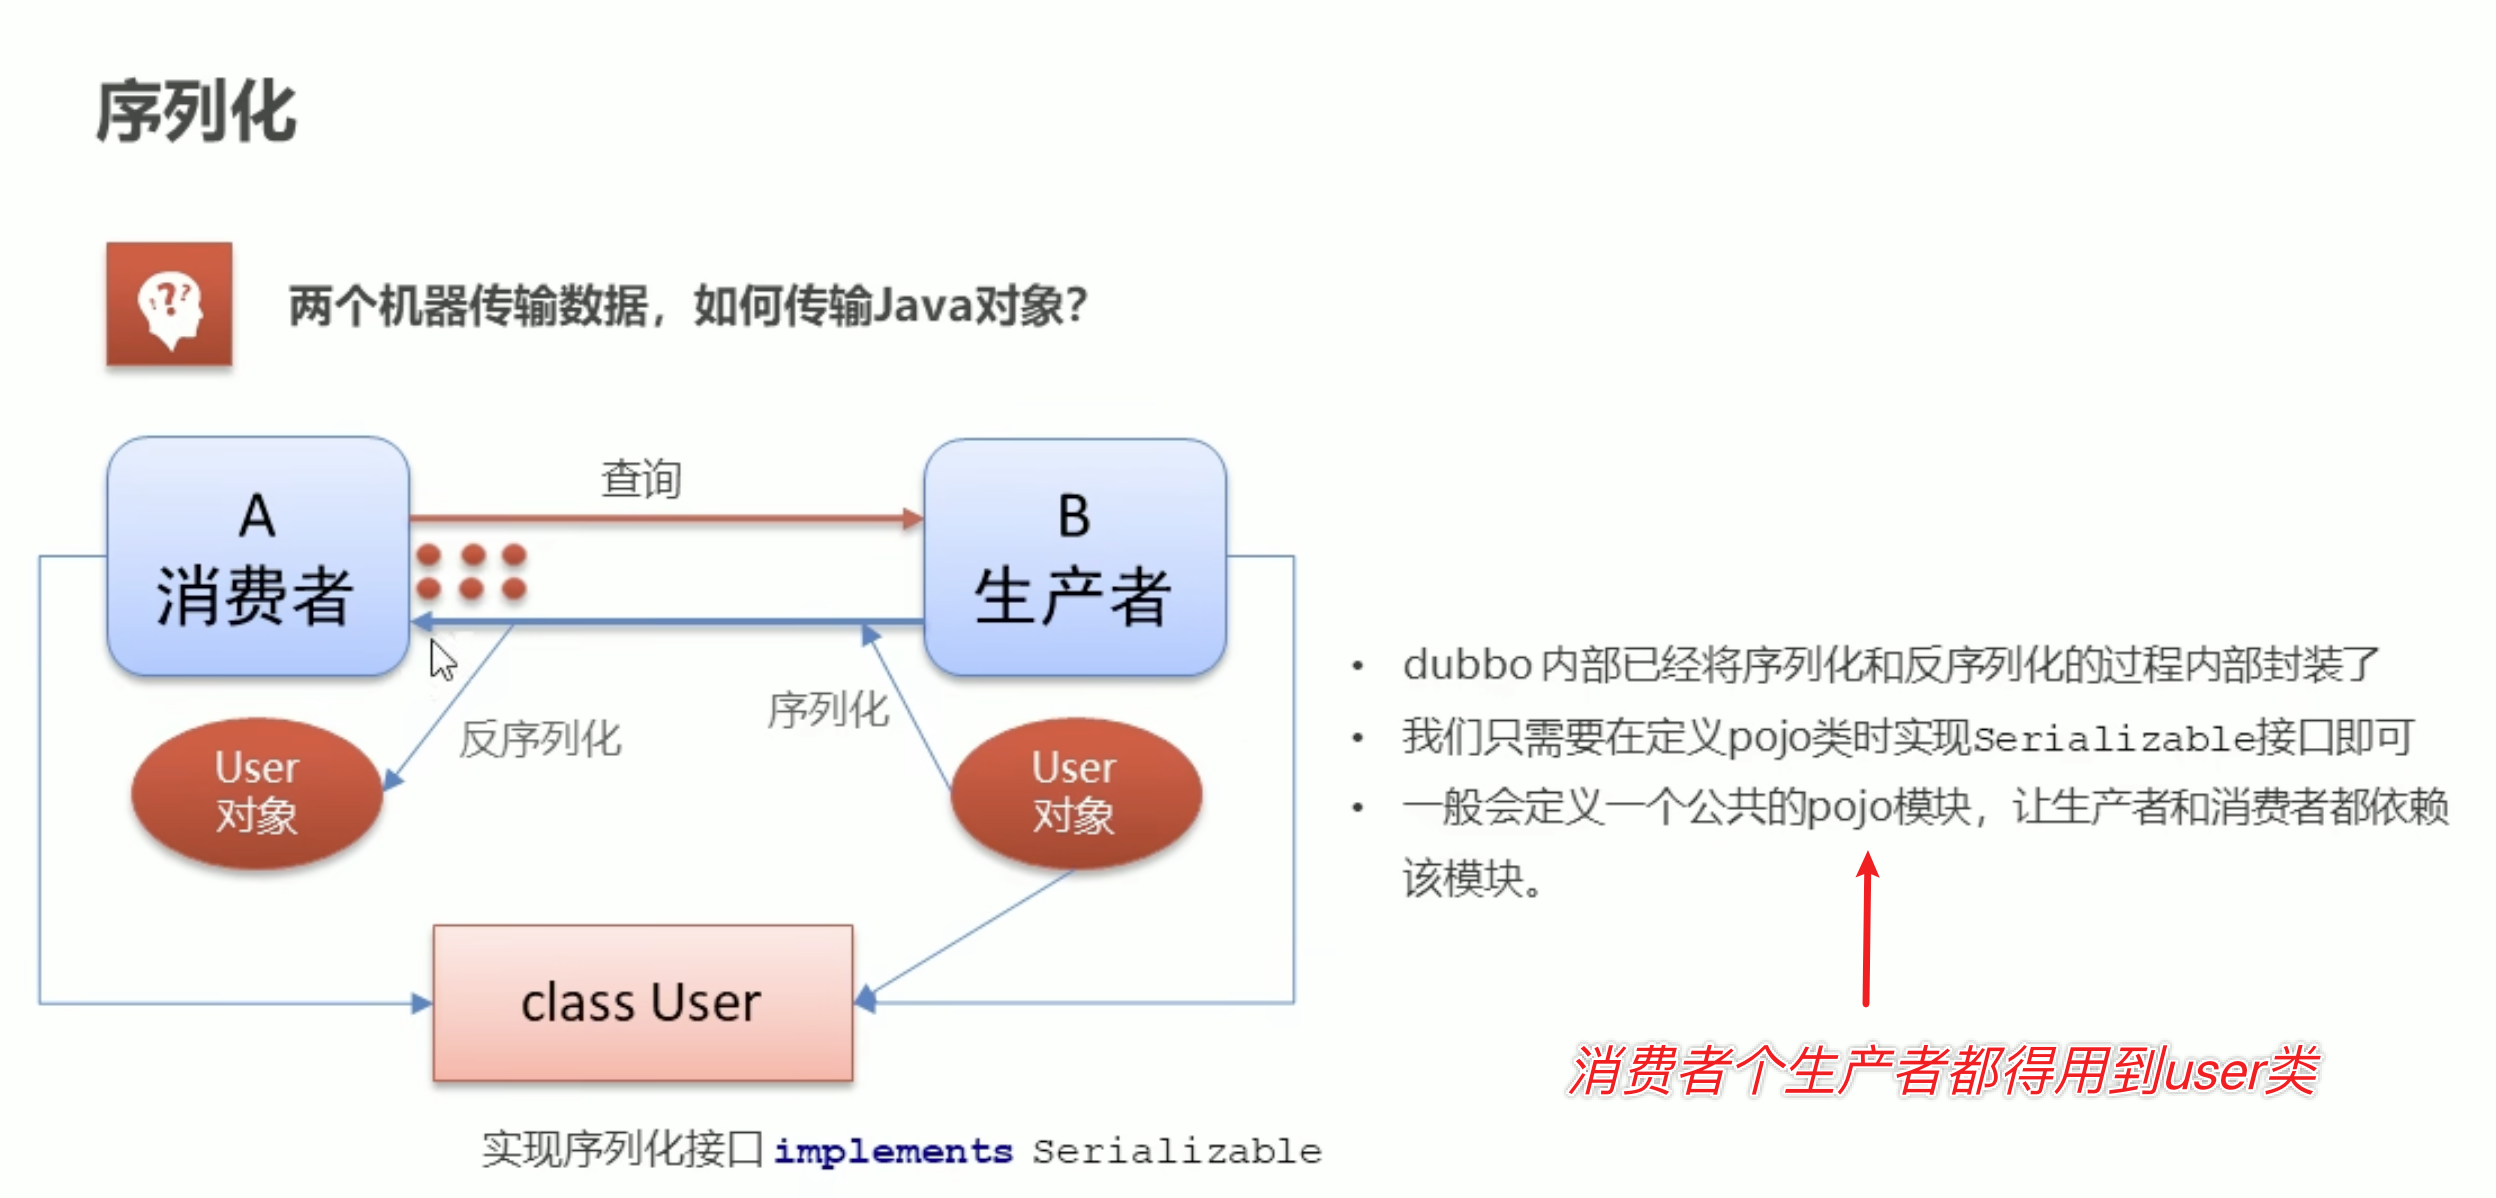 序列化
两个机器传输数据，如何传输Java对象？
A
消费者
查询
B
生产者
反序列化
序列化
User
对象
User
对象
class User
实现序列化接口 implements Serializable
• dubbo 内部已经将序列化和反序列化的过程内部封装了
• 我们只需要在定义pojo类时实现Serializable接口即可
• 一般会定义一个公共的pojo模块，让生产者和消费者都依赖
该模块。
消费者个生产者都得用到user类